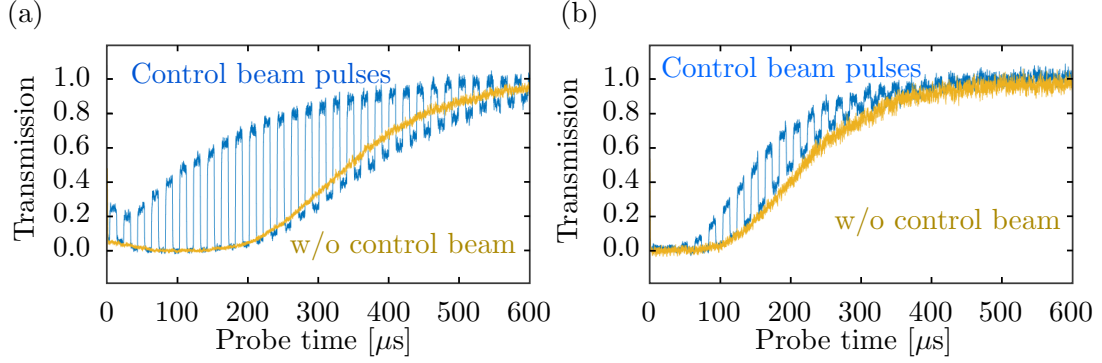 (a)
Control beam pulses
w/o control beam
Transmission
1.0
0.8
0.6
0.4
0.2
0.0
0 100 200 300 400 500 600
Probe time [μs]
(b)
Control beam pulses
w/o control beam
Transmission
1.0
0.8
0.6
0.4
0.2
0.0
0 100 200 300 400 500 600
Probe time [μs]